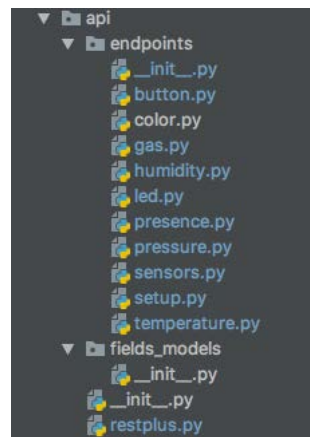 api
endpoints
__init__.py
button.py
color.py
gas.py
humidity.py
led.py
presence.py
pressure.py
sensors.py
setup.py
temperature.py
fields_models
__init__.py
__init__.py
restplus.py